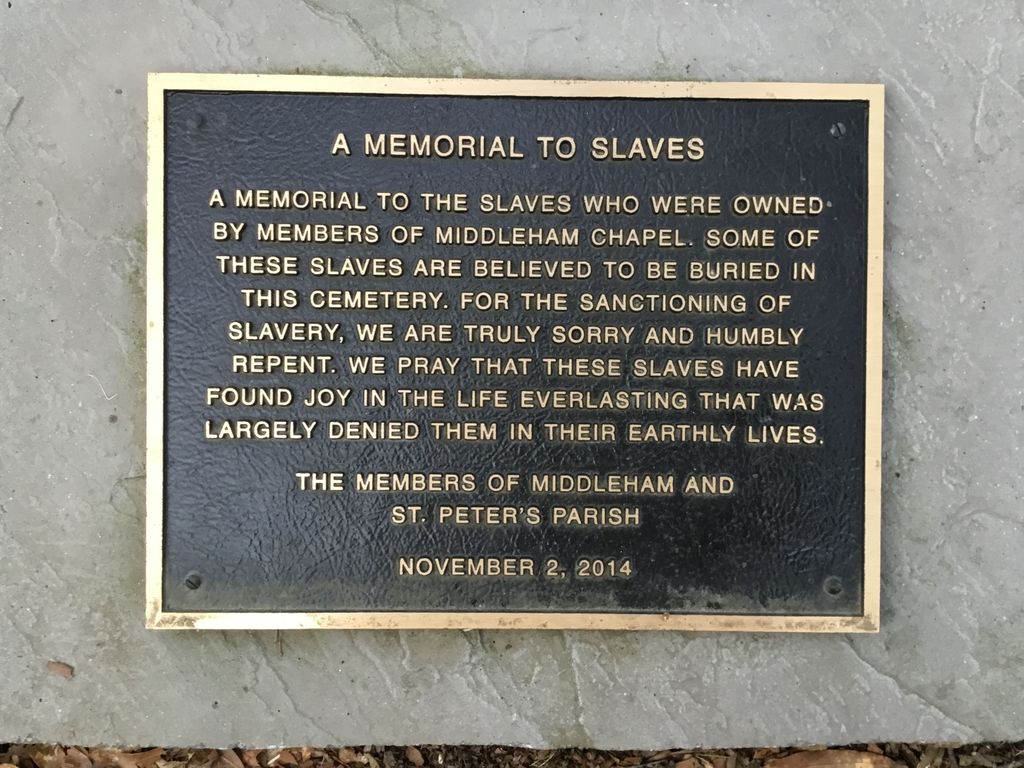 A MEMORIAL TO SLAVES
A MEMORIAL TO THE SLAVES WHO WERE OWNED
BY MEMBERS OF MIDDLEHAM CHAPEL. SOME OF
THESE SLAVES ARE BELIEVED TO BE BURIED IN
THIS CEMETERY. FOR THE SANCTIONING OF
SLAVERY, WE ARE TRULY SORRY AND HUMBLY
REPENT. WE PRAY THAT THESE SLAVES HAVE
FOUND JOY IN THE LIFE EVERLASTING THAT WAS
LARGELY DENIED THEM IN THEIR EARTHLY LIVES.
THE MEMBERS OF MIDDLEHAM AND
ST. PETER'S PARISH
NOVEMBER 2, 2014